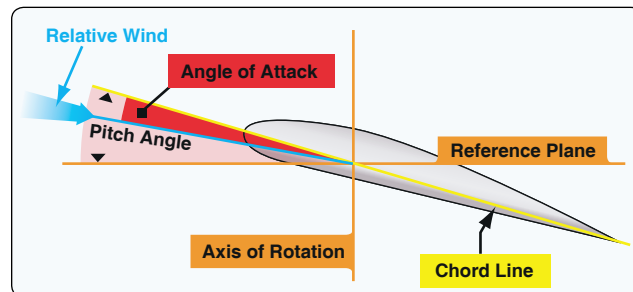 Relative Wind
Angle of Attack
Pitch Angle
Reference Plane
Axis of Rotation
Chord Line